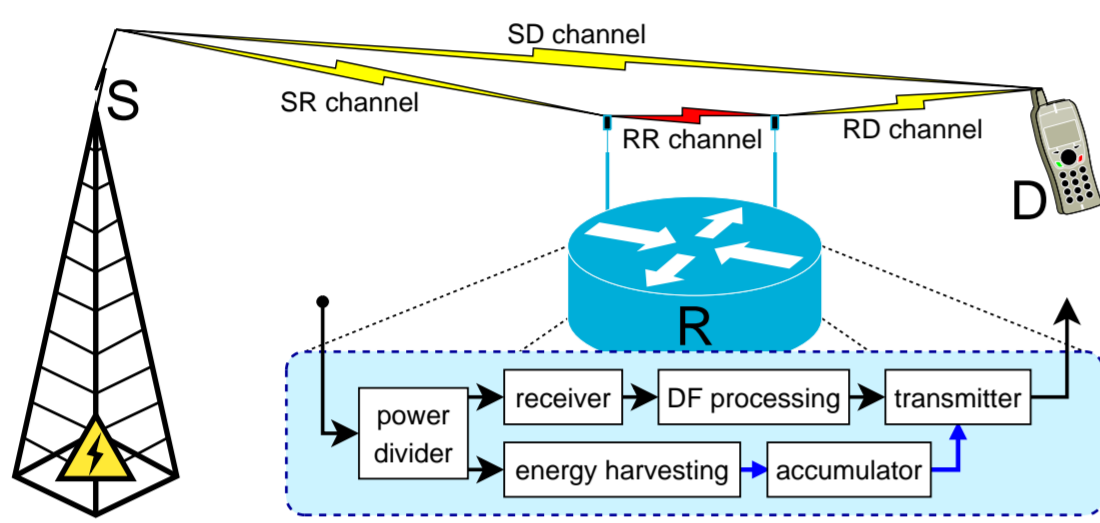 SD channel
S
SR channel
RR channel
RD channel
D
R
receiver
DF processing
transmitter
power
divider
energy harvesting
accumulator